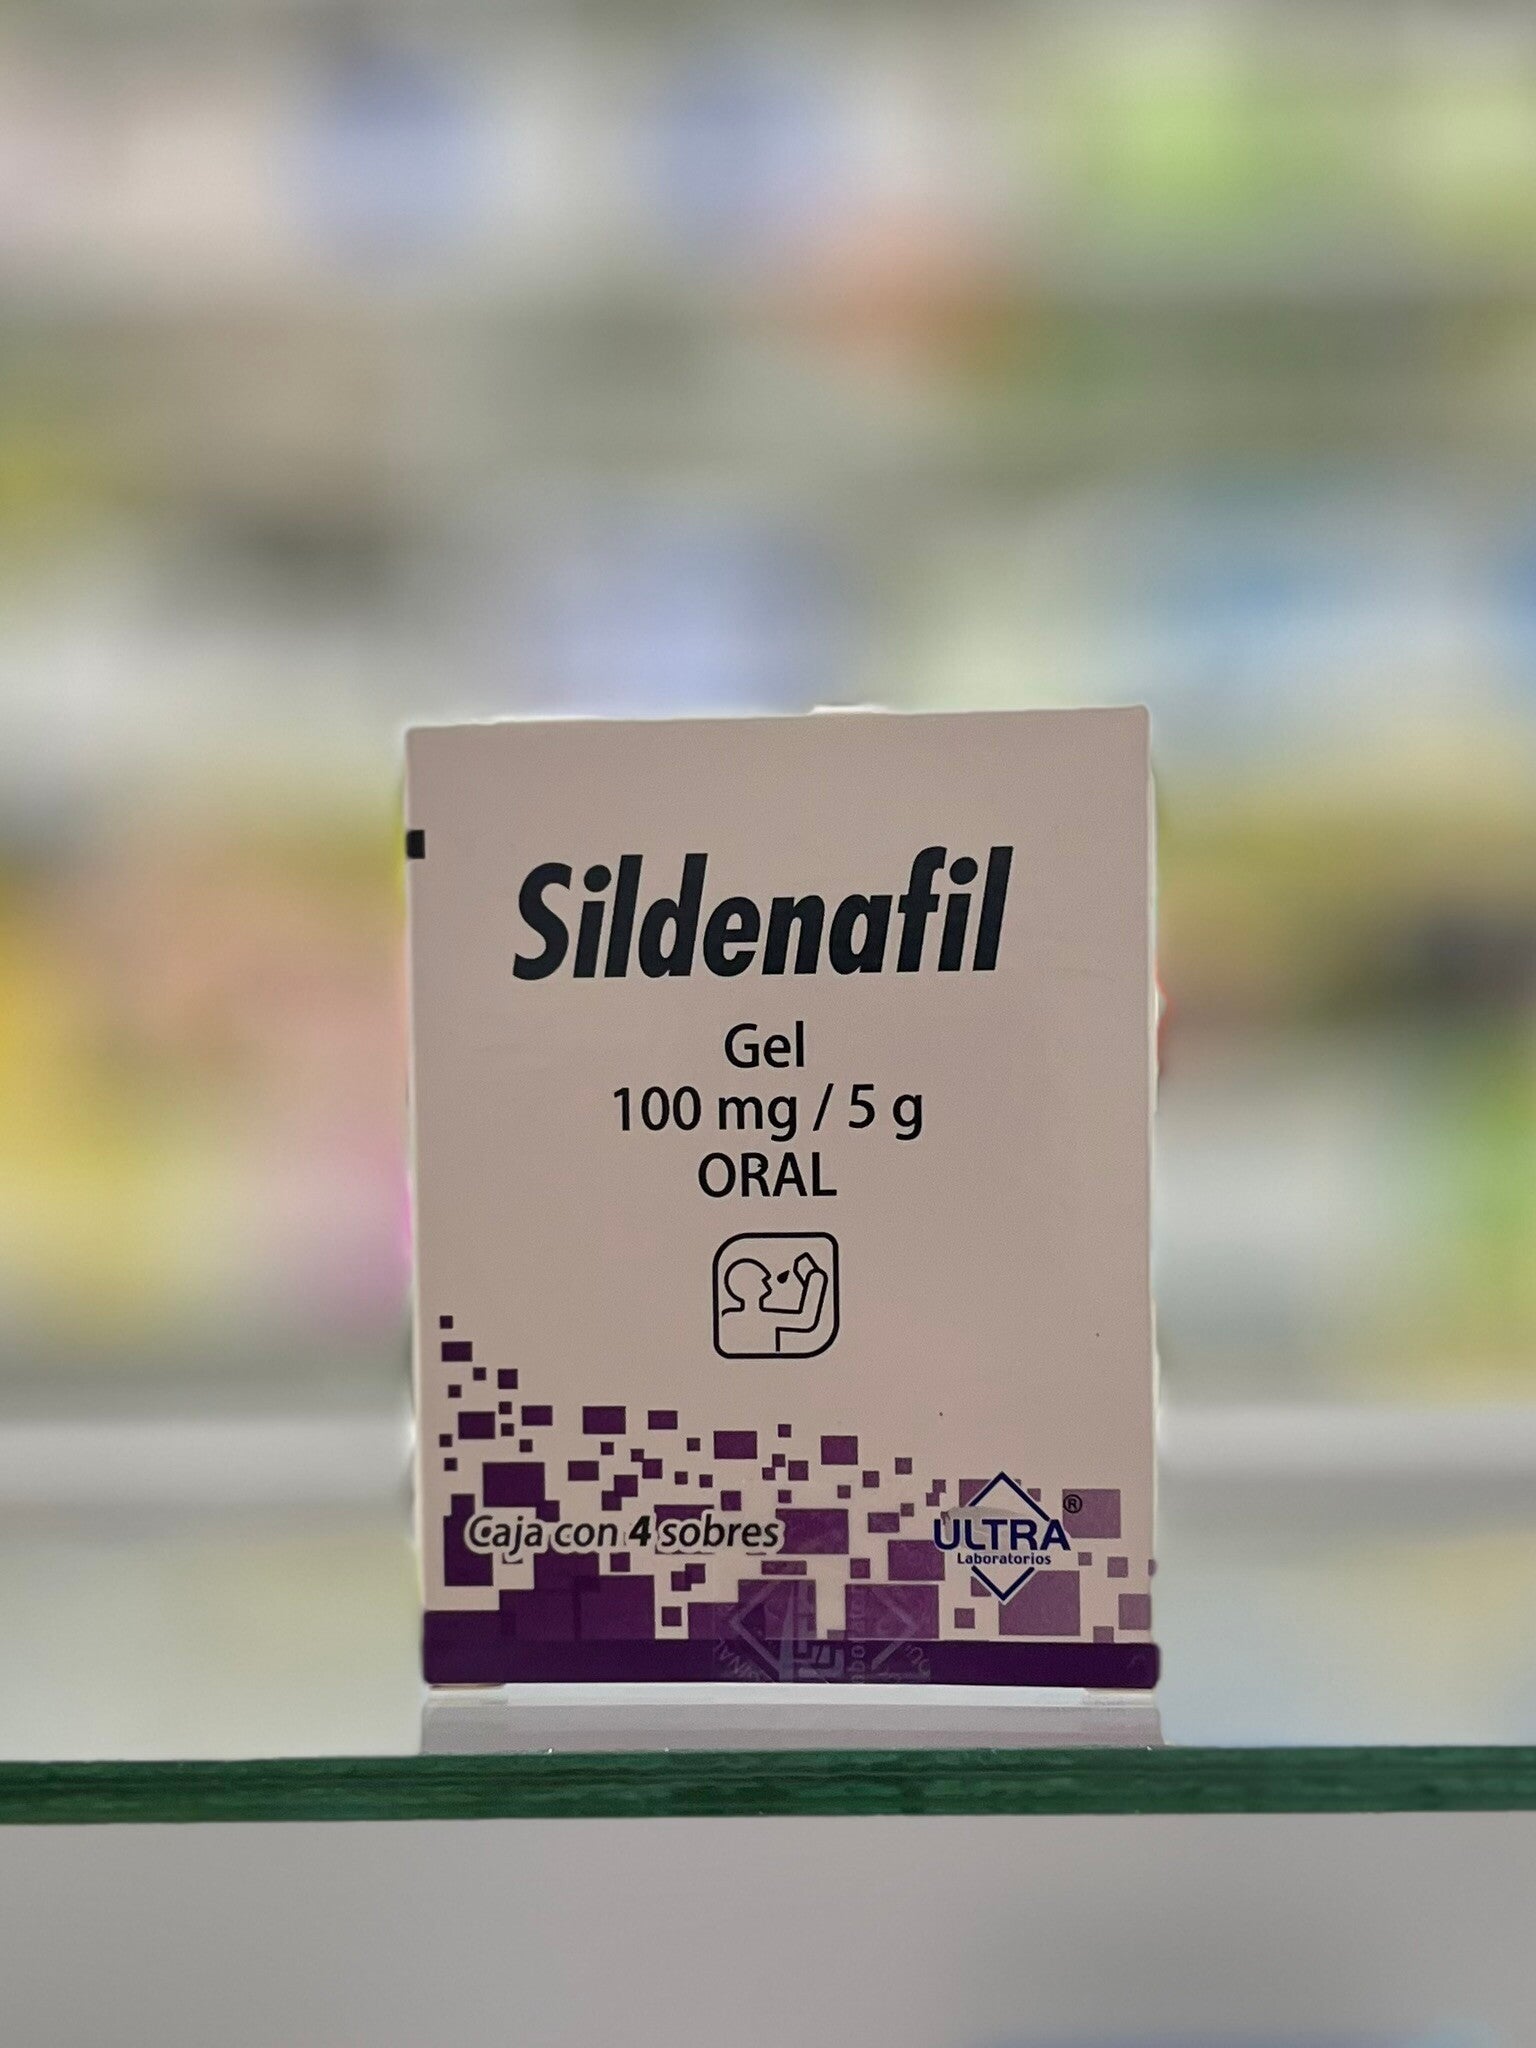 Sildenafil
Gel
100 mg / 5 g
ORAL
Caja con 4 sobres
ULTRA®
Laboratorios